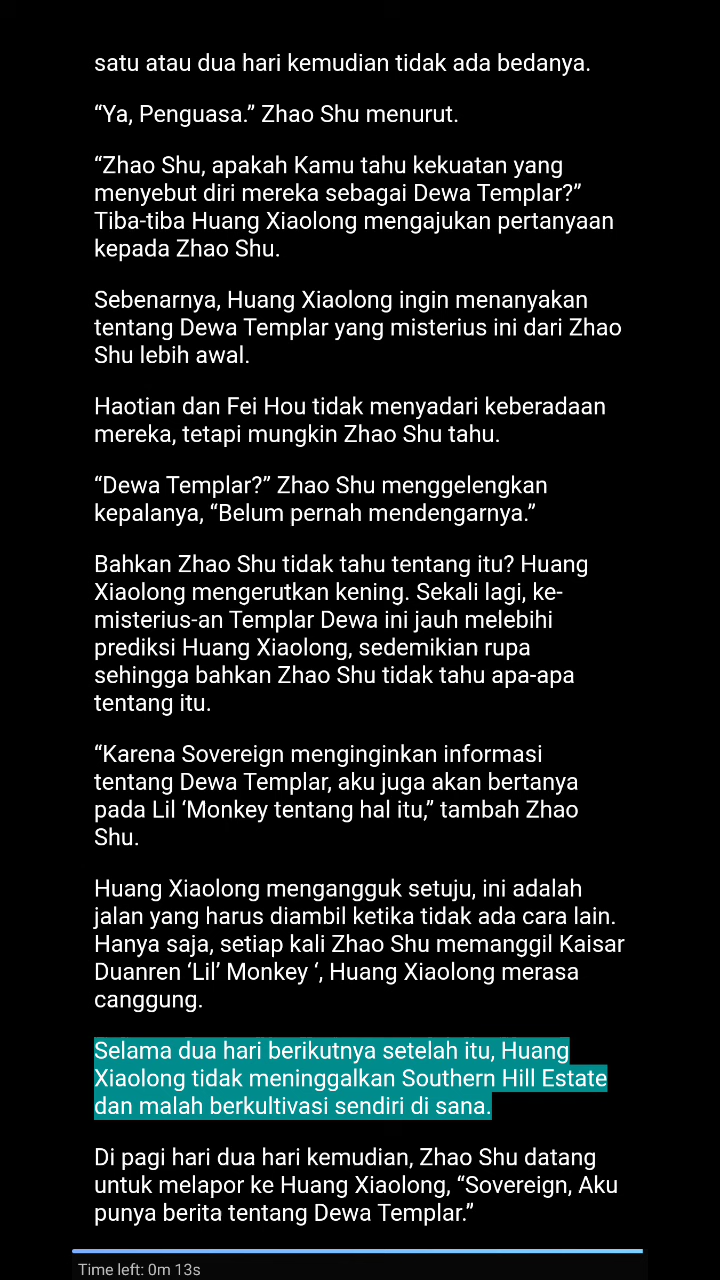 satu atau dua hari kemudian tidak ada bedanya.
“Ya, Penguasa.” Zhao Shu menurut.
“Zhao Shu, apakah Kamu tahu kekuatan yang
menyebut diri mereka sebagai Dewa Templar?”
Tiba-tiba Huang Xiaolong mengajukan pertanyaan
kepada Zhao Shu.
Sebenarnya, Huang Xiaolong ingin menanyakan
tentang Dewa Templar yang misterius ini dari Zhao
Shu lebih awal.
Haotian dan Fei Hou tidak menyadari keberadaan
mereka, tetapi mungkin Zhao Shu tahu.
“Dewa Templar?” Zhao Shu menggelengkan
kepalanya, “Belum pernah mendengarnya.”
Bahkan Zhao Shu tidak tahu tentang itu? Huang
Xiaolong mengerutkan kening. Sekali lagi, ke-
misterius-an Templar Dewa ini jauh melebihi
prediksi Huang Xiaolong, sedemikian rupa
sehingga bahkan Zhao Shu tidak tahu apa-apa
tentang itu.
“Karena Sovereign menginginkan informasi
tentang Dewa Templar, aku juga akan bertanya
pada Lil ‘Monkey tentang hal itu,” tambah Zhao
Shu.
Huang Xiaolong mengangguk setuju, ini adalah
jalan yang harus diambil ketika tidak ada cara lain.
Hanya saja, setiap kali Zhao Shu memanggil Kaisar
Duanren ‘Lil’ Monkey ‘, Huang Xiaolong merasa
canggung.
Selama dua hari berikutnya setelah itu, Huang
Xiaolong tidak meninggalkan Southern Hill Estate
dan malah berkultivasi sendiri di sana.
Di pagi hari dua hari kemudian, Zhao Shu datang
untuk melapor ke Huang Xiaolong, “Sovereign, Aku
punya berita tentang Dewa Templar.”
Time left: 0m 13s